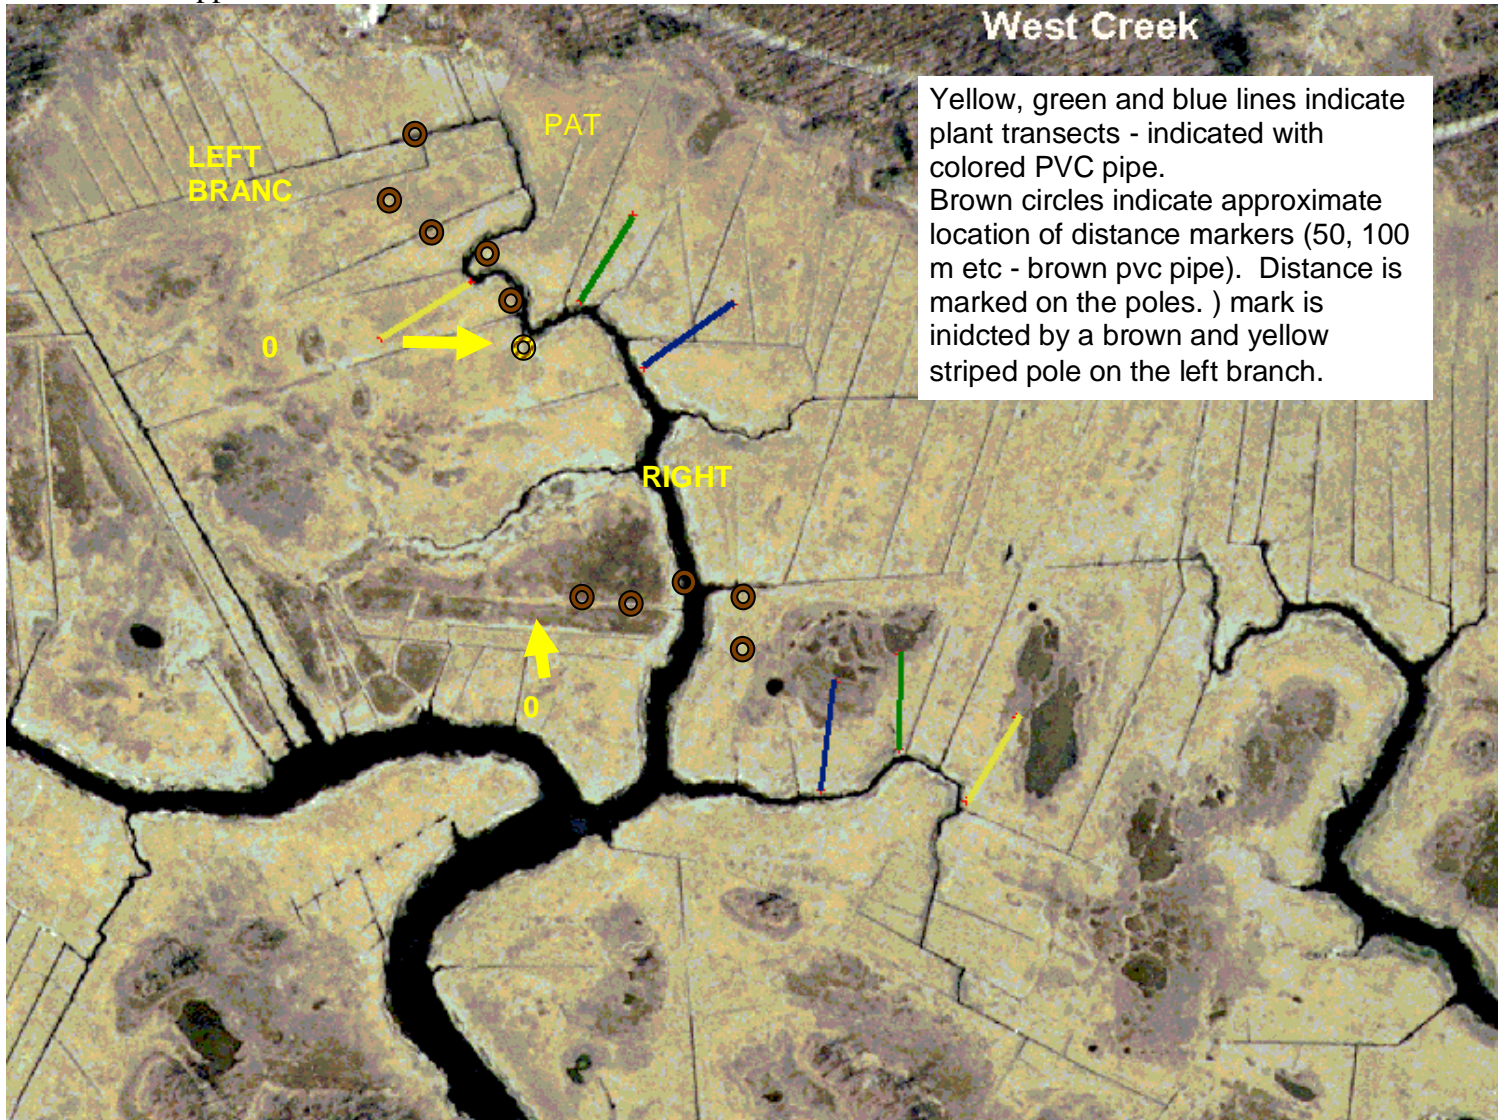 West Creek
Yellow, green and blue lines indicate
plant transects - indicated with
colored PVC pipe.
Brown circles indicate approximate
location of distance markers (50, 100
m etc - brown pvc pipe).  Distance is
marked on the poles. ) mark is
inidcted by a brown and yellow
striped pole on the left branch.
PAT
LEFT
BRANC
0
RIGHT
0